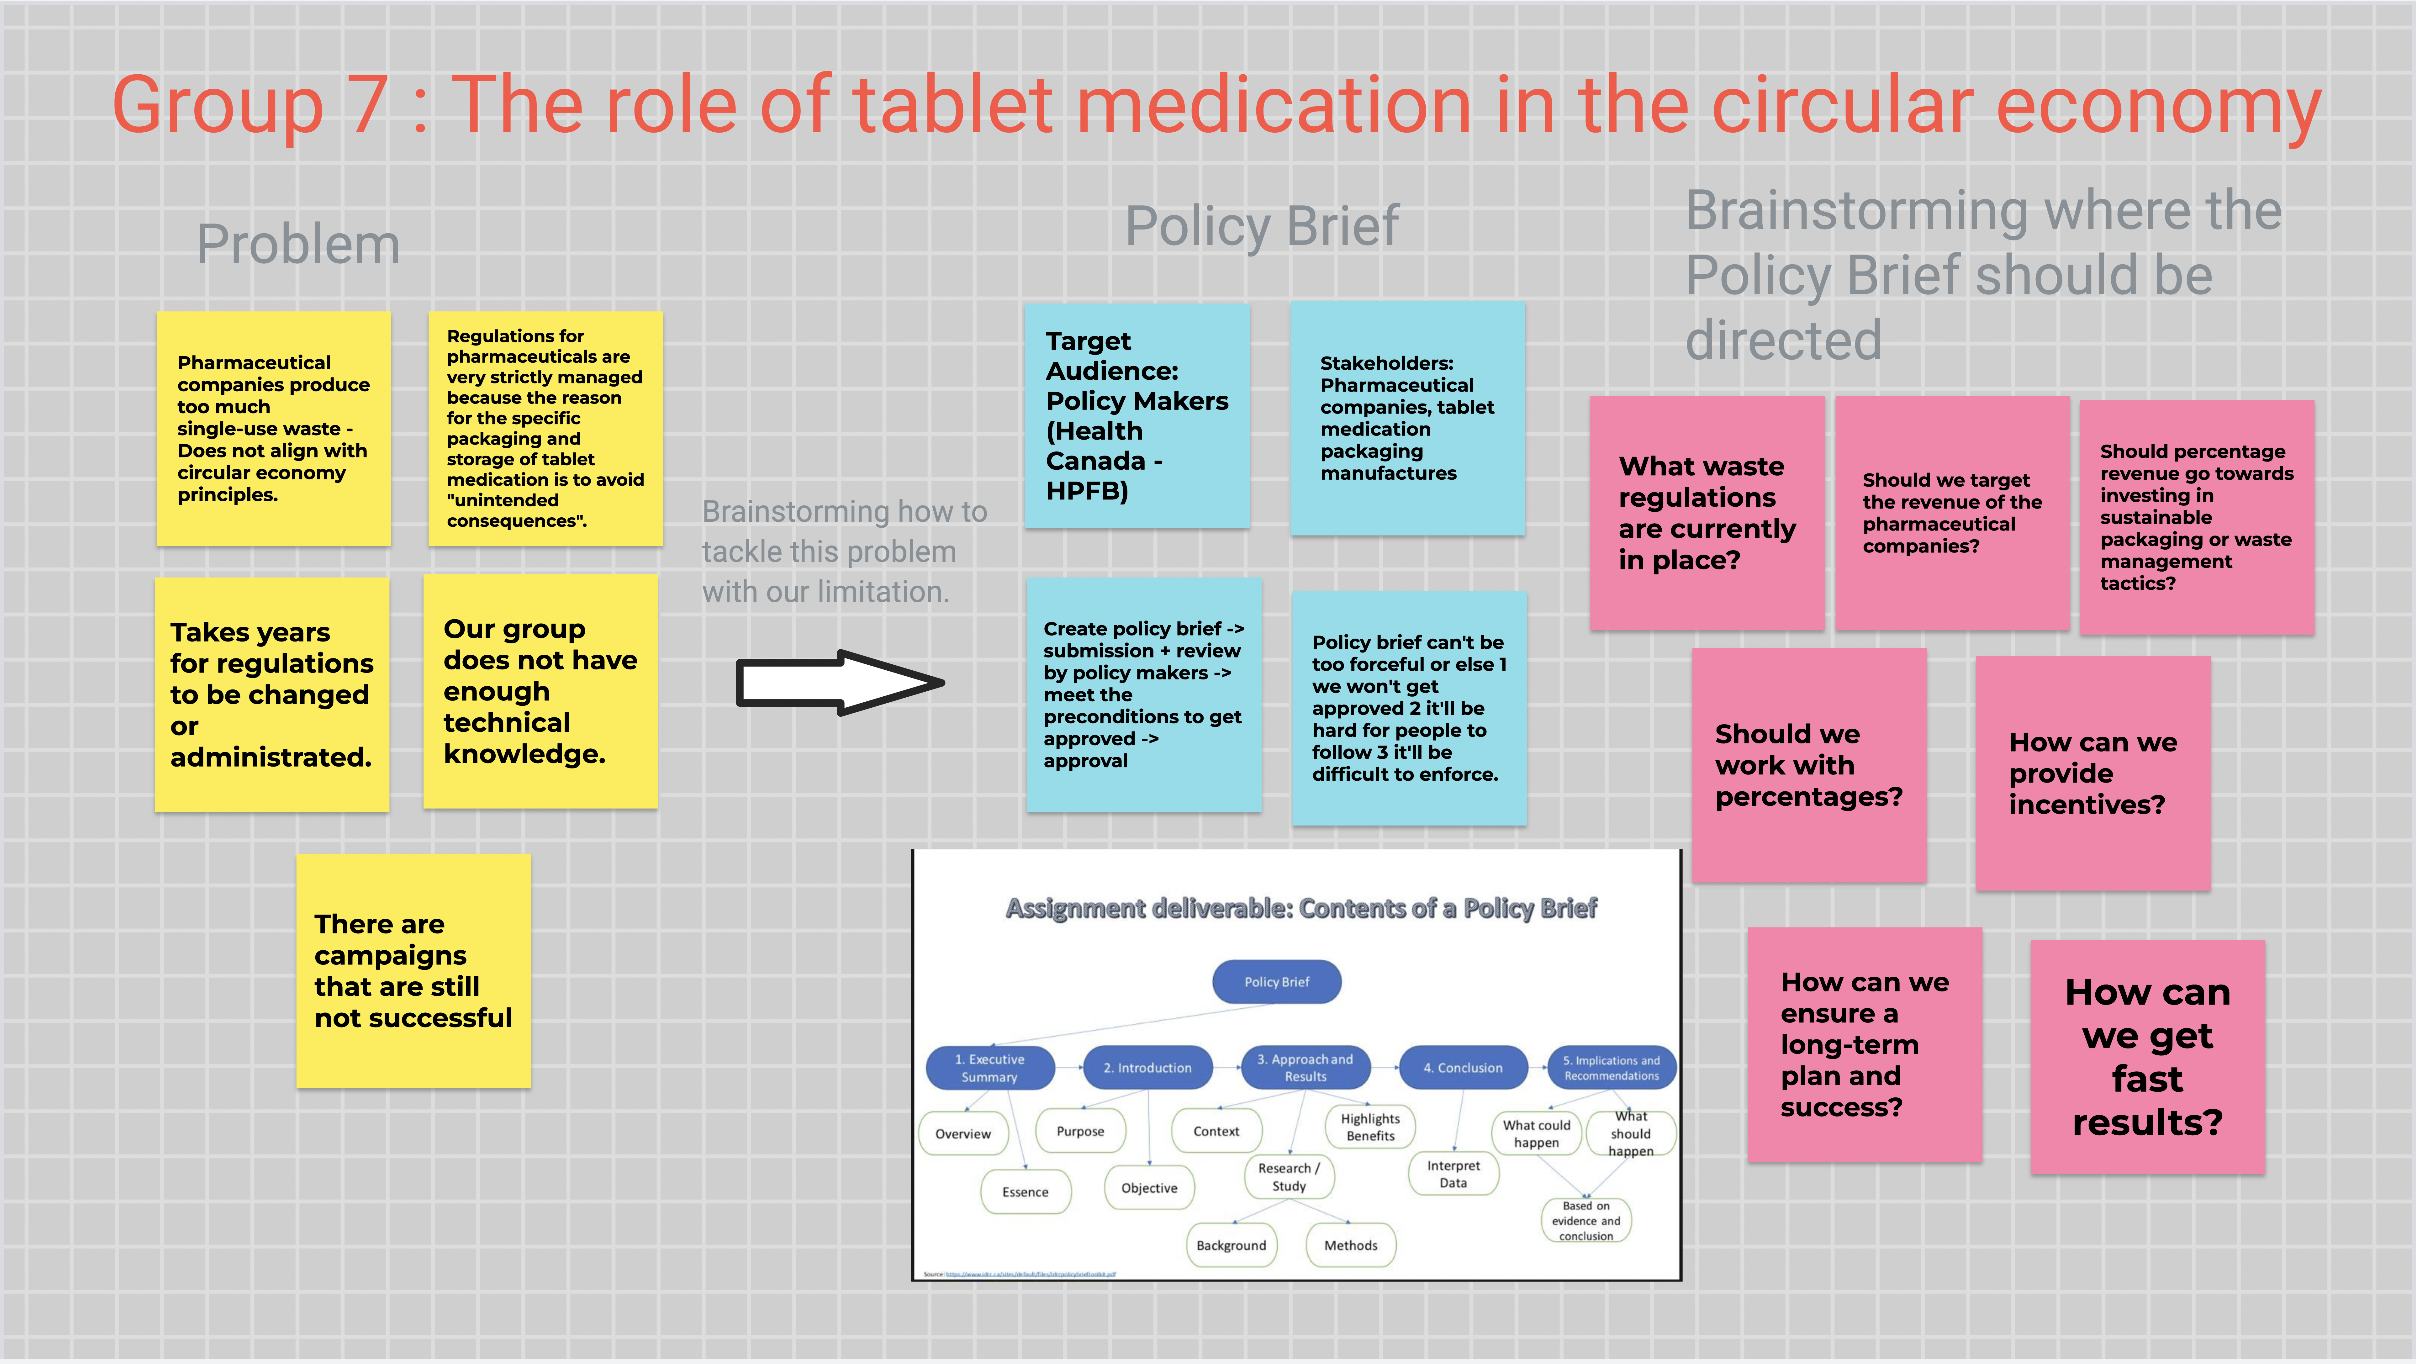 Group 7 : The role of tablet medication in the circular economy
Problem
Pharmaceutical
companies produce
too much
single-use waste -
Does not align with
circular economy
principles.
Regulations for
pharmaceuticals are
very strictly managed
because the reason
for the specific
packaging and
storage of tablet
medication is to avoid
"unintended
consequences".
Takes years
for regulations
to be changed
or
administrated.
Our group
does not have
enough
technical
knowledge.
There are
campaigns
that are still
not successful
Brainstorming how to
tackle this problem
with our limitation.
Policy Brief
Target
Audience:
Policy Makers
(Health
Canada -
HPFB)
Stakeholders:
Pharmaceutical
companies, tablet
medication
packaging
manufactures
Create policy brief ->
submission + review
by policy makers ->
meet the
preconditions to get
approved ->
approval
Policy brief can't be
too forceful or else 1
we won't get
approved 2 it'll be
hard for people to
follow 3 it'll be
difficult to enforce.
Assignment deliverable: Contents of a Policy Brief
Policy Brief
1. Executive
Summary
2. Introduction
3. Approach and
Results
4. Conclusion
5. Implications and
Recommendations
Overview
Essence
Purpose
Objective
Context
Research /
Study
Highlights
Benefits
Background
Methods
Interpret
Data
What could
happen
What
should
happen
Based on
evidence and
conclusion
Source: https://www.idrc.ca/sites/default/files/idrcpolicybrieftoolkit.pdf
Brainstorming where the
Policy Brief should be
directed
What waste
regulations
are currently
in place?
Should we target
the revenue of the
pharmaceutical
companies?
Should percentage
revenue go towards
investing in
sustainable
packaging or waste
management
tactics?
Should we
work with
percentages?
How can we
provide
incentives?
How can we
ensure a
long-term
plan and
success?
How can
we get
fast
results?